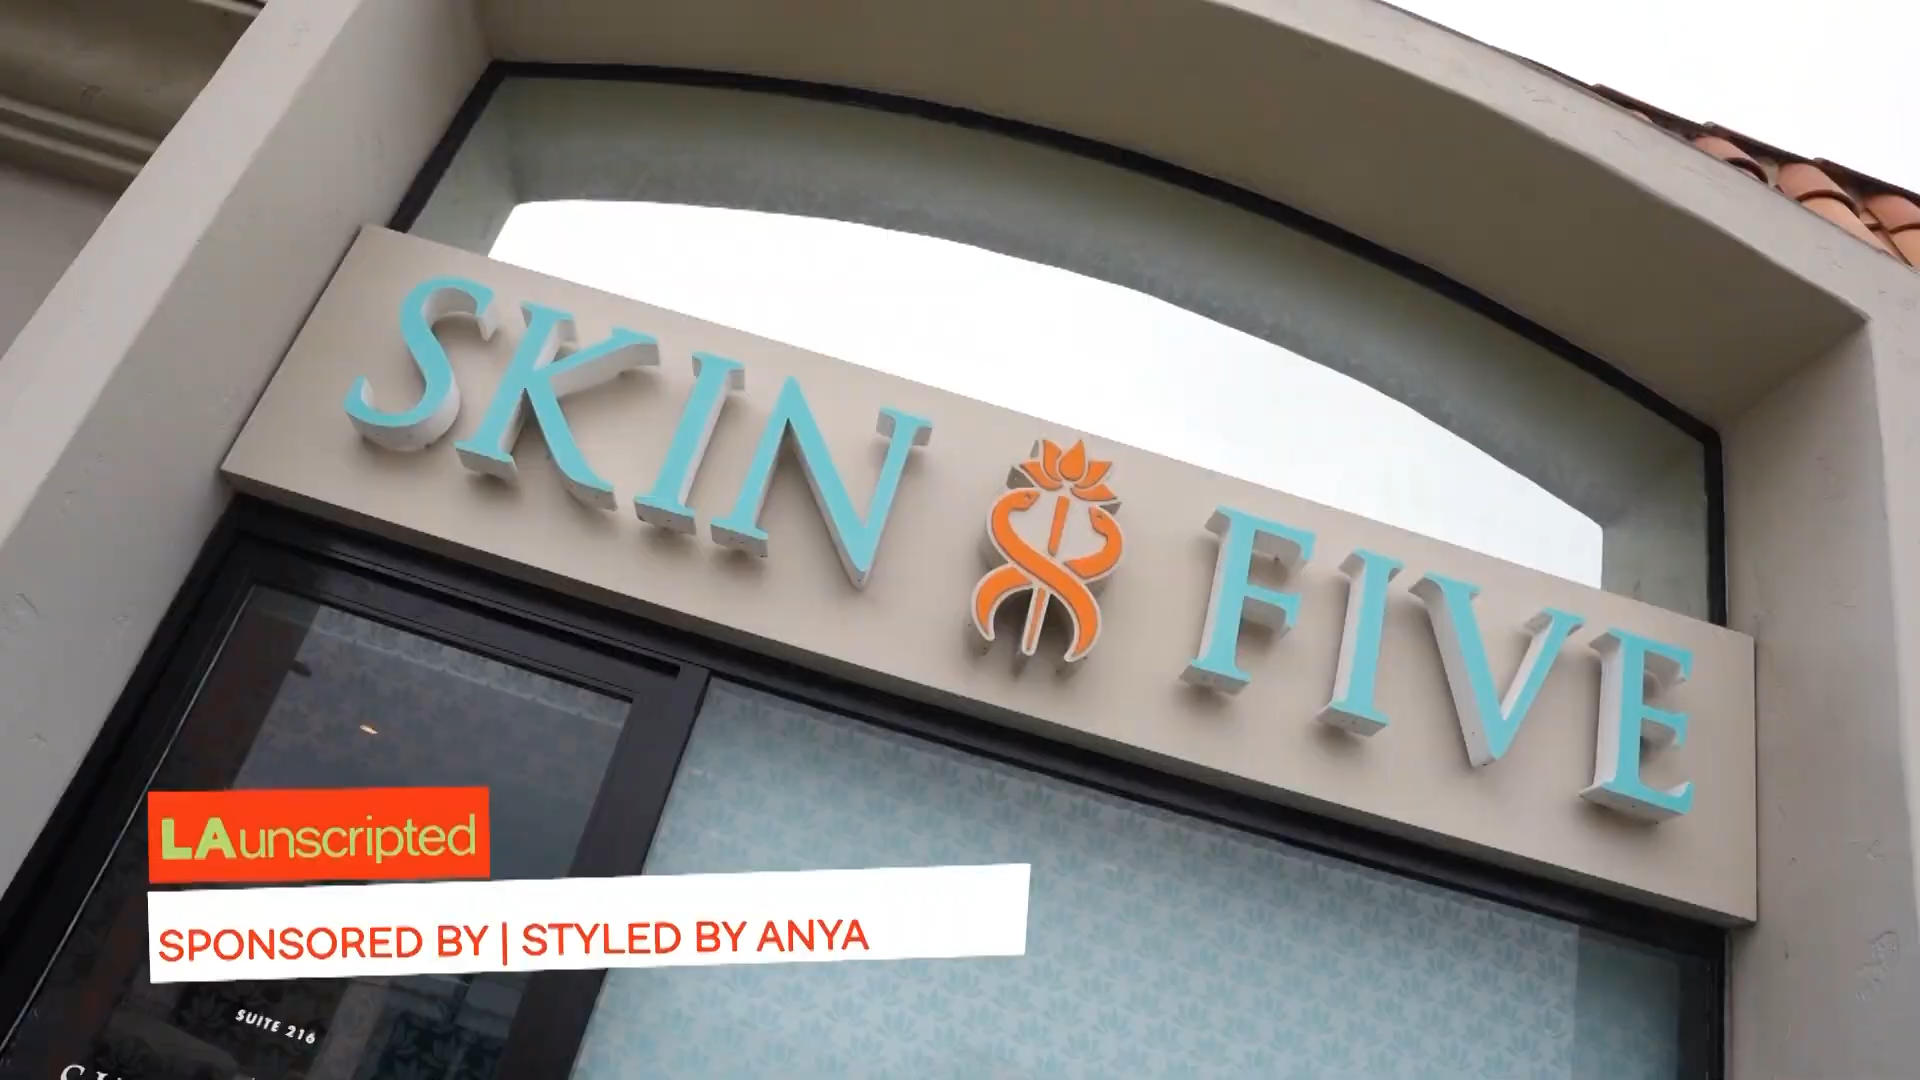 SKIN FIVE
LAunscripted
SPONSORED BY | STYLED BY ANYA
SUITE 216